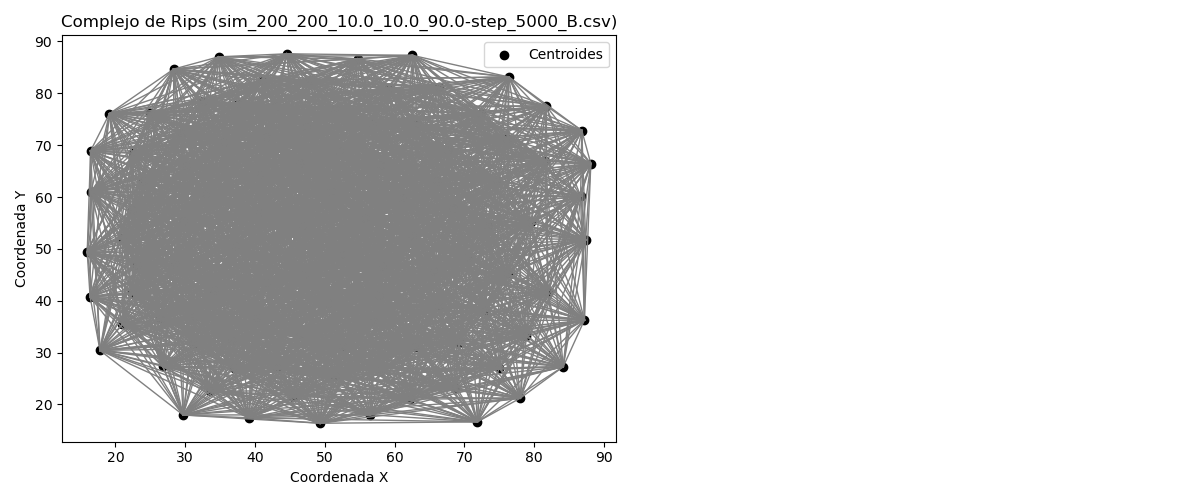 Complejo de Rips (sim_200_200_10.0_10.0_90.0-step_5000_B.csv)
Centroides
90
80
70
60
50
40
30
20
Coordenada Y
20 30 40 50 60 70 80 90
Coordenada X